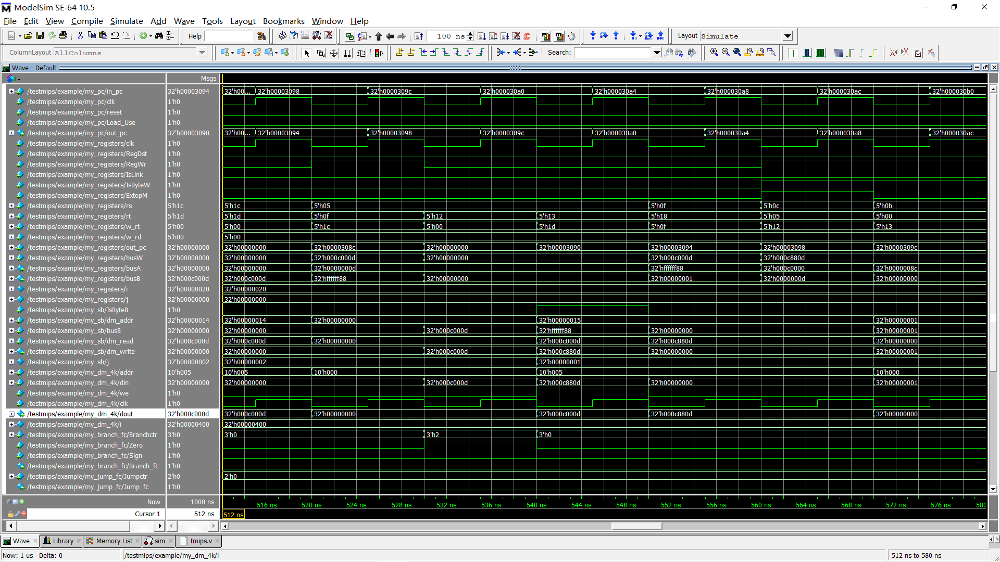 ModelSim SE-64 10.5
File Edit View Compile Simulate Add Wave Tools Layout Bookmarks Window Help
Help 100 ns Layout Simulate
ColumnLayout AllColumns Search:
Wave - Default
Msgs
/testmips/example/my_pc/in_pc 32'h00003094 32'h00... 32'h00003098 32'h0000309c 32'h000030a0 32'h000030a4 32'h000030a8 32'h000030ac 32'h000030b0
/testmips/example/my_pc/clk 1'h0
/testmips/example/my_pc/reset 1'h0
/testmips/example/my_pc/Load_Use 1'h0
/testmips/example/my_pc/out_pc 32'h00003090 32'h00... 32'h00003094 32'h00003098 32'h0000309c 32'h000030a0 32'h000030a4 32'h000030a8 32'h000030ac
/testmips/example/my_registers/clk 1'h0
/testmips/example/my_registers/RegDst 1'h0
/testmips/example/my_registers/RegWr 1'h0
/testmips/example/my_registers/IsLink 1'h0
/testmips/example/my_registers/IsByteW 1'h0
/testmips/example/my_registers/ExtopM 1'h0
/testmips/example/my_registers/rs 5'h1c 5'h1c 5'h05 5'h0f 5'h0c 5'h0b
/testmips/example/my_registers/rt 5'h1d 5'h1d 5'h0f 5'h12 5'h13 5'h18 5'h05 5'h00
/testmips/example/my_registers/w_rt 5'h00 5'h00 5'h1c 5'h00 5'h1d 5'h0f 5'h12 5'h13
/testmips/example/my_registers/w_rd 5'h00 5'h00
/testmips/example/my_registers/out_pc 32'h00000000 32'h00000000 32'h0000308c 32'h00000000 32'h00003090 32'h00003094 32'h00003098 32'h0000309c
/testmips/example/my_registers/busW 32'h00000000 32'h00000000 32'h000c000d 32'h00000000 32'h000c000d 32'h000c880d
/testmips/example/my_registers/busA 32'h00000000 32'h00000000 32'h0000000d 32'hffffff88 32'h000c0000 32'h0000008c
/testmips/example/my_registers/busB 32'h000c000d 32'h000c000d 32'hffffff88 32'h00000000 32'h00000001 32'h0000000d 32'h00000000
/testmips/example/my_registers/i 32'h00000020 32'h00000020
/testmips/example/my_registers/j 32'h00000000 32'h00000000
/testmips/example/my_sb/IsByteB 1'h0
/testmips/example/my_sb/dm_addr 32'h00000014 32'h00000014 32'h00000000 32'h00000015 32'h00000001
/testmips/example/my_sb/busB 32'h00000000 32'h00000000 32'h000c000d 32'hffffff88 32'h00000000 32'h00000001
/testmips/example/my_sb/dm_read 32'h000c000d 32'h000c000d 32'h00000000 32'h000c000d 32'h000c880d 32'h00000000
/testmips/example/my_sb/dm_write 32'h00000000 32'h00000000 32'h000c000d 32'h000c880d 32'h00000000 32'h00000001
/testmips/example/my_sb/j 32'h00000002 32'h00000002 32'h00000001
/testmips/example/my_dm_4k/addr 10'h005 10'h005 10'h000 10'h005 10'h000
/testmips/example/my_dm_4k/din 32'h00000000 32'h00000000 32'h000c000d 32'h000c880d 32'h00000000 32'h00000001
/testmips/example/my_dm_4k/we 1'h0
/testmips/example/my_dm_4k/clk 1'h0
/testmips/example/my_dm_4k/dout 32'h000c000d 32'h000c000d 32'h00000000 32'h000c000d 32'h000c880d 32'h00000000
/testmips/example/my_dm_4k/i 32'h00000400 32'h00000400
/testmips/example/my_branch_fc/Branchctr 3'h0 3'h0 3'h2 3'h0
/testmips/example/my_branch_fc/Zero 1'h0
/testmips/example/my_branch_fc/Sign 1'h0
/testmips/example/my_branch_fc/Branch_fc 1'h0
/testmips/example/my_jump_fc/Jumpctr 2'h0 2'h0
/testmips/example/my_jump_fc/Jump_fc 1'h0
Now 1000 ns 516 ns 520 ns 524 ns 528 ns 532 ns 536 ns 540 ns 544 ns 548 ns 552 ns 556 ns 560 ns 564 ns 568 ns 572 ns 576 ns 580
Cursor 1 512 ns 512 ns
Wave Library Memory List sim tmips.v
Now: 1 us Delta: 0 /testmips/example/my_dm_4k/i 512 ns to 580 ns